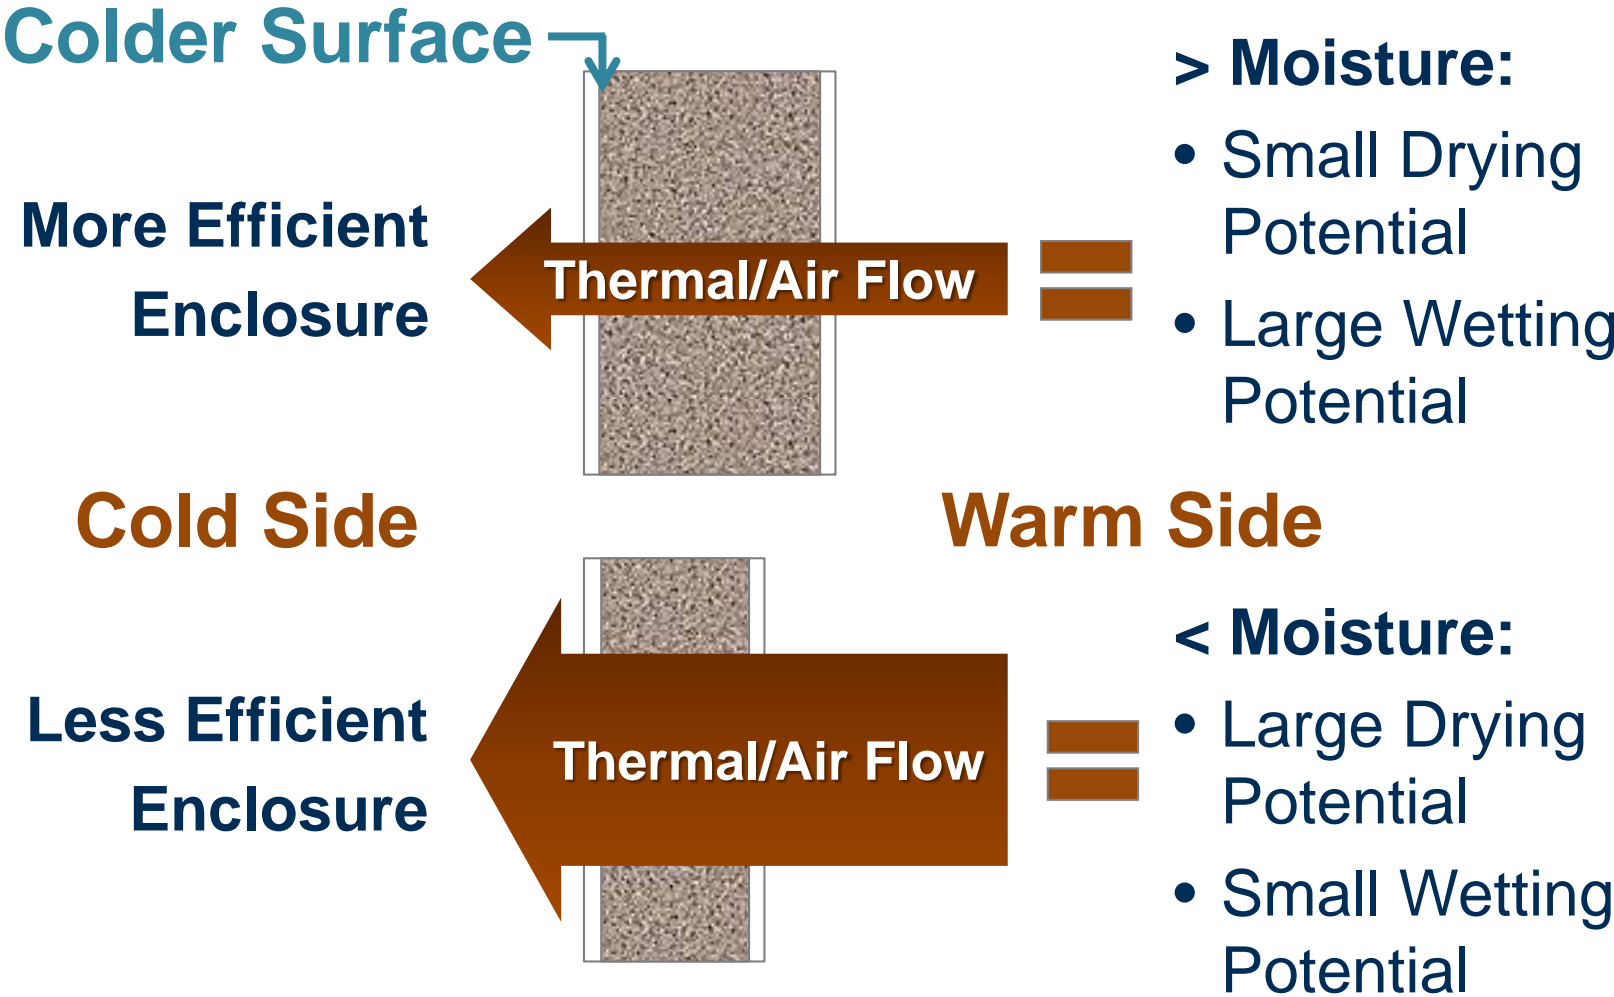 Colder Surface
> Moisture:
• Small Drying
Potential
• Large Wetting
Potential
More Efficient
Enclosure
Thermal/Air Flow
Cold Side
Warm Side
Less Efficient
Enclosure
Thermal/Air Flow
< Moisture:
• Large Drying
Potential
• Small Wetting
Potential